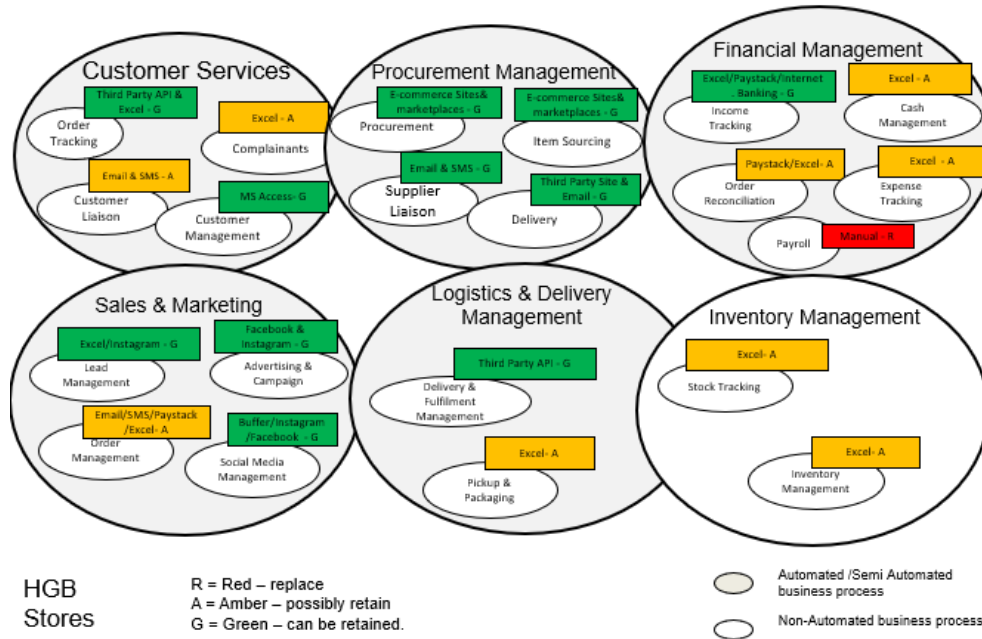 Customer Services
Third Party API
& Excel - G
Order
Tracking
Excel - A
Complainants
Email & SMS - A
Customer
Liaison
MS Access- G
Customer
Management
Procurement Management
E-commerce Sites&
marketplaces - G
Procurement
E-commerce Sites&
marketplaces - G
Item Sourcing
Email & SMS - G
Supplier
Liaison
Third Party Site &
Email - G
Delivery
Financial Management
Excel/Paystack/Internet
. Banking - G
Income
Tracking
Excel - A
Cash
Management
Paystack/Excel- A
Order
Reconciliation
Excel - A
Expense
Tracking
Payroll
Manual - R
Sales & Marketing
Excel/Instagram - G
Lead
Management
Facebook &
Instagram - G
Advertising &
Campaign
Email/SMS/Paystack
/Excel- A
Order
Management
Buffer/Instagram
/Facebook - G
Social Media
Management
Logistics & Delivery
Management
Third Party API - G
Delivery &
Fulfilment Management
Excel - A
Pickup &
Packaging
Inventory Management
Excel- A
Stock Tracking
Excel- A
Inventory
Management
HGB
Stores
R = Red – replace
A = Amber – possibly retain
G = Green – can be retained.
Automated /Semi Automated
business process
Non-Automated business process